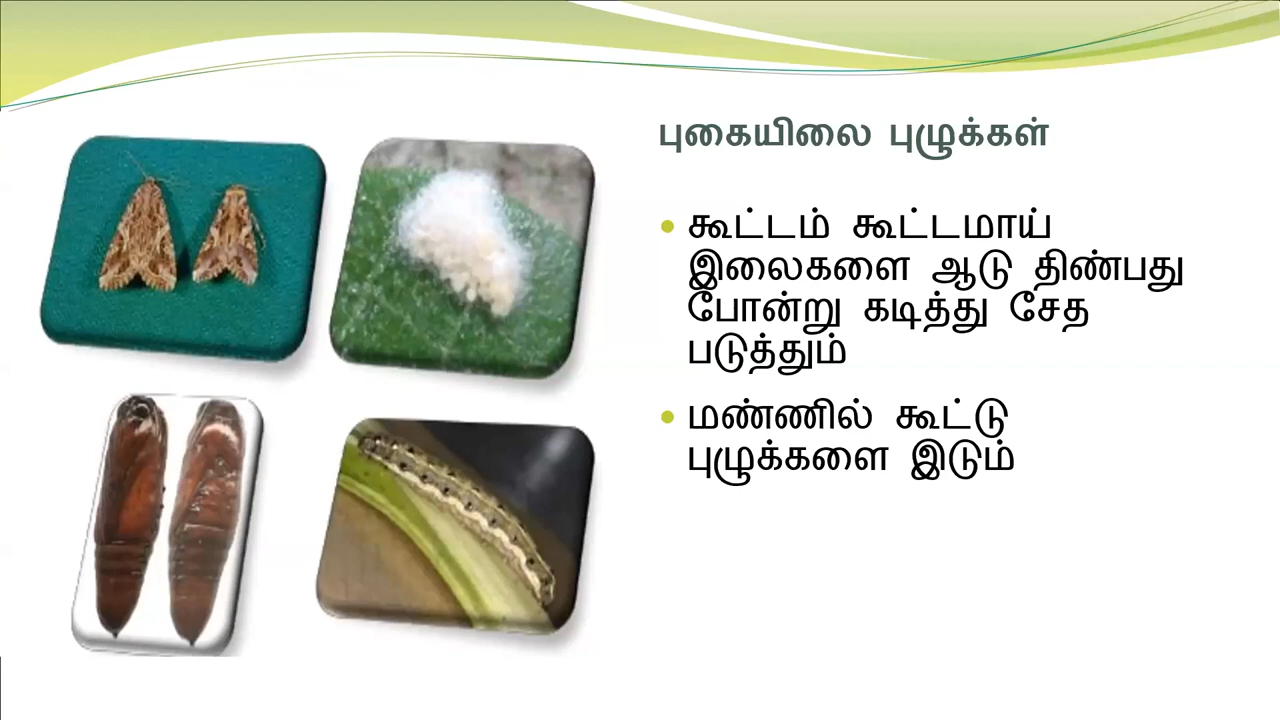 புகையிலை புழுக்கள்
• கூட்டம் கூட்டமாய்
இலைகளை ஆடு திண்பது
போன்று கடித்து சேத
படுத்தும்
• மண்ணில் கூட்டு
புழுக்களை இடும்